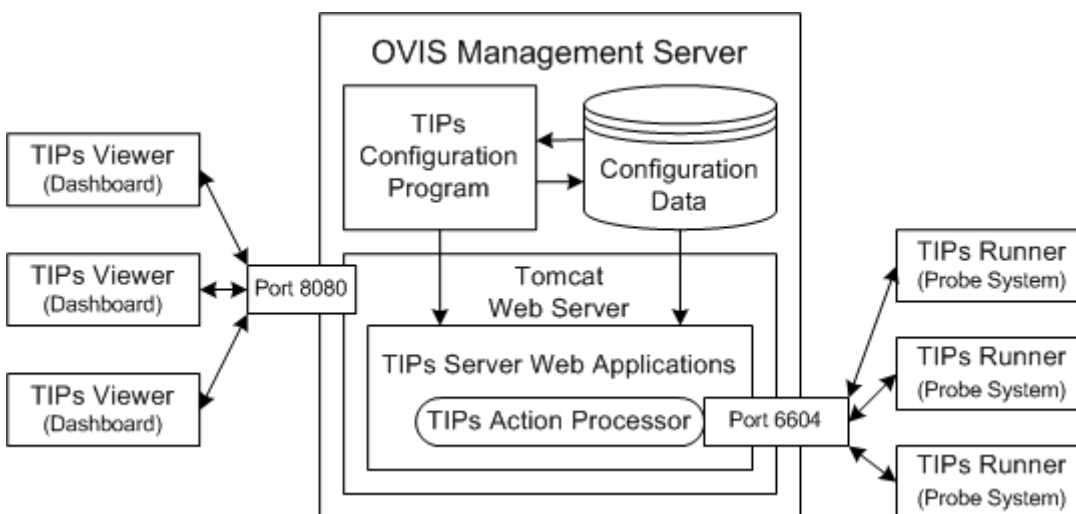 OVIS Management Server
TIPs
Configuration
Program
Configuration
Data
TIPs Viewer
(Dashboard)
TIPs Viewer
(Dashboard)
TIPs Viewer
(Dashboard)
Port 8080
Tomcat
Web Server
TIPs Server Web Applications
TIPs Action Processor
Port 6604
TIPs Runner
(Probe System)
TIPs Runner
(Probe System)
TIPs Runner
(Probe System)